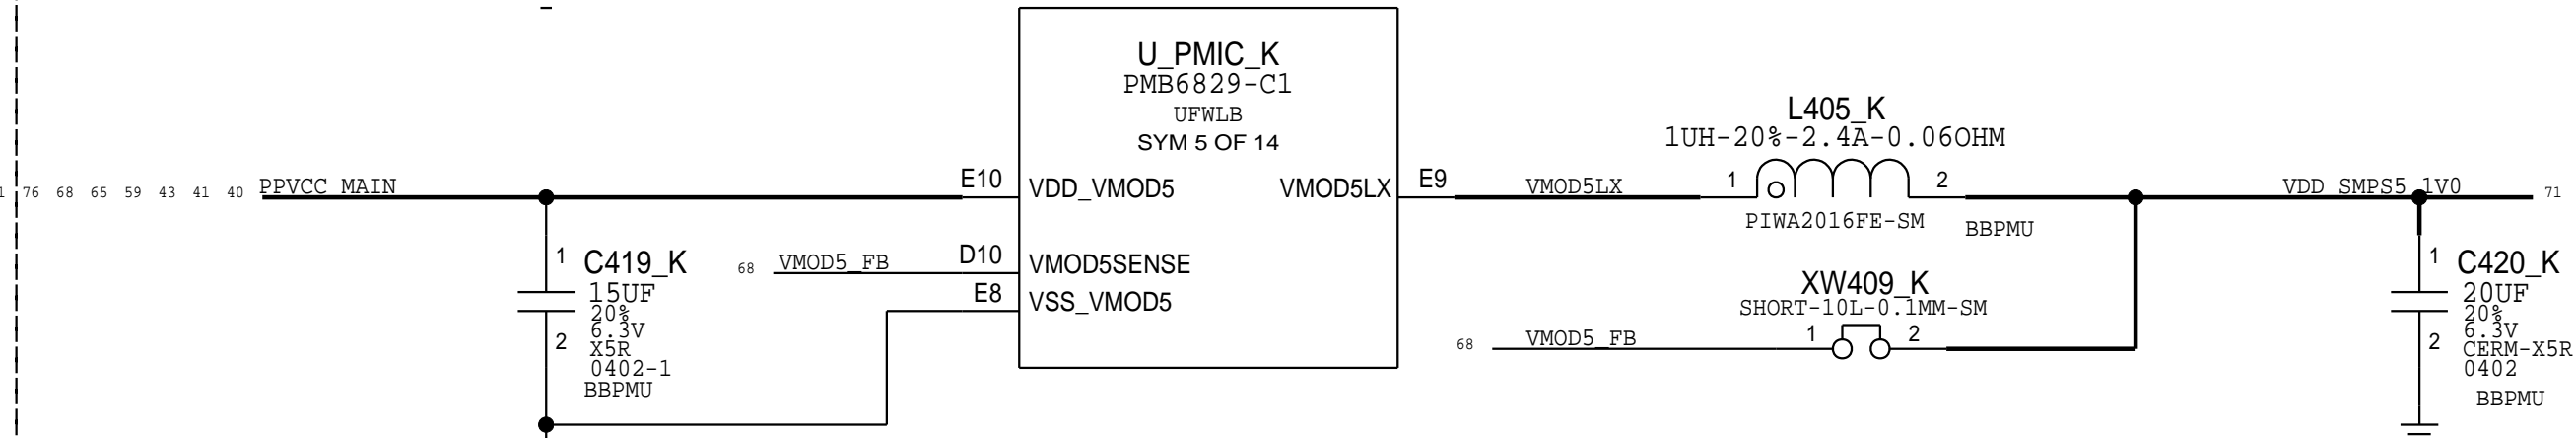 U_PMIC_K
PMB6829-C1
UFWLB
SYM 5 OF 14
L405_K
1UH-20%-2.4A-0.06OHM
76 68 65 59 43 41 40 PPVCC_MAIN
E10 VDD_VMOD5
VMOD5LX E9
VMOD5LX
1 2
VDD_SMPS5_1V0 71
PIWA2016FE-SM
BBPMU
1 C419_K
15UF
20%
6.3V
2 X5R
0402-1
BBPMU
68 VMOD5_FB D10 VMOD5SENSE
E8 VSS_VMOD5
XW409_K
SHORT-10L-0.1MM-SM
68 VMOD5_FB 1 2
1 C420_K
20UF
20%
6.3V
2 CERM-X5R
0402
BBPMU